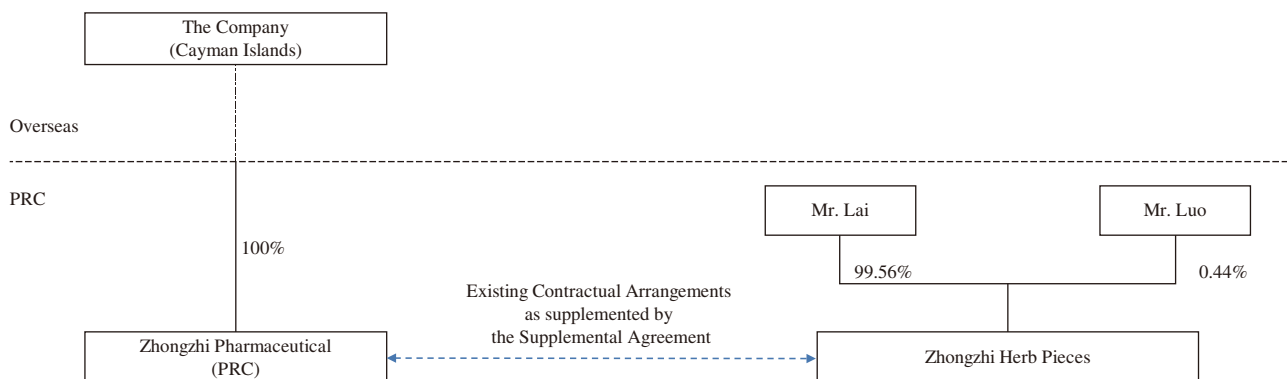 The Company
(Cayman Islands)
Overseas
PRC
Mr. Lai
Mr. Luo
100%
99.56%
0.44%
Existing Contractual Arrangements
as supplemented by
the Supplemental Agreement
Zhongzhi Pharmaceutical
(PRC)
Zhongzhi Herb Pieces